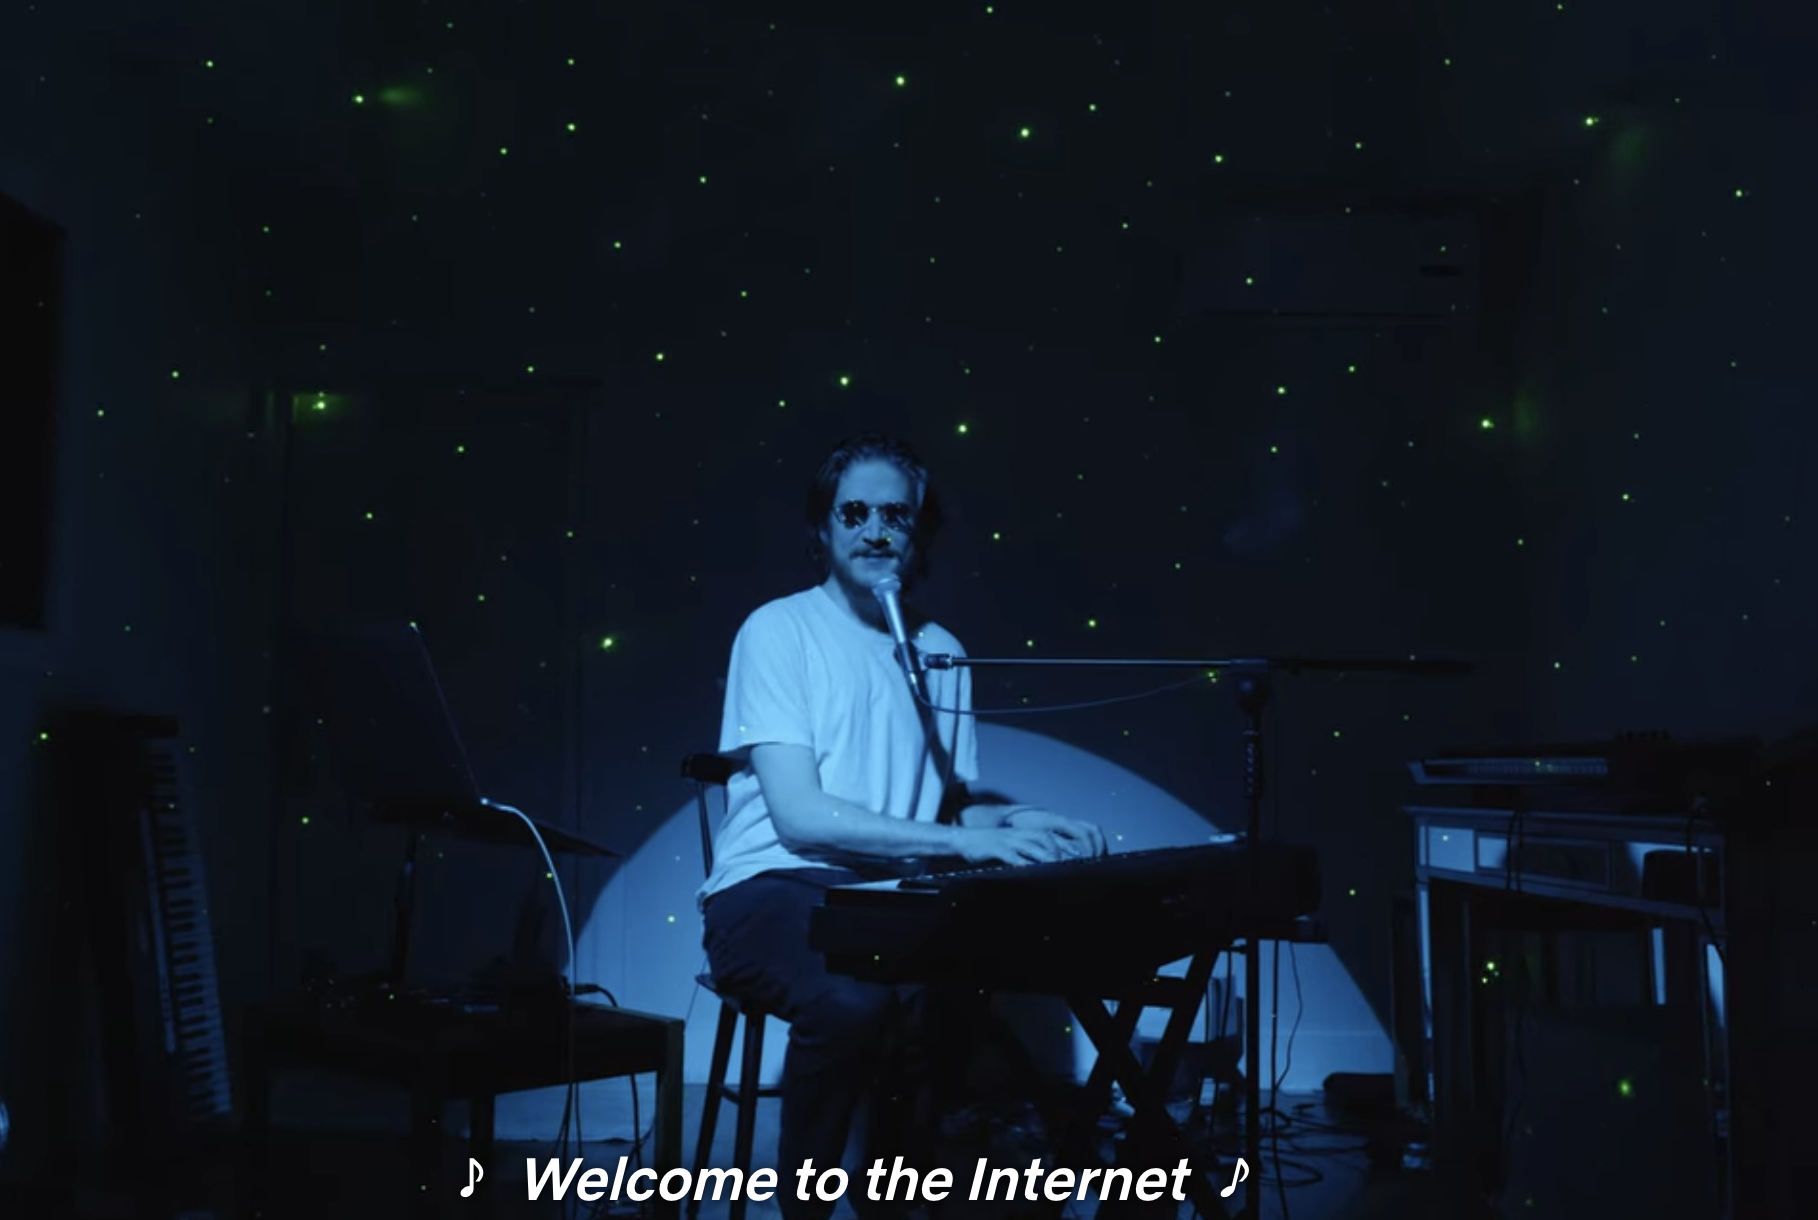 ♪ Welcome to the Internet ♪